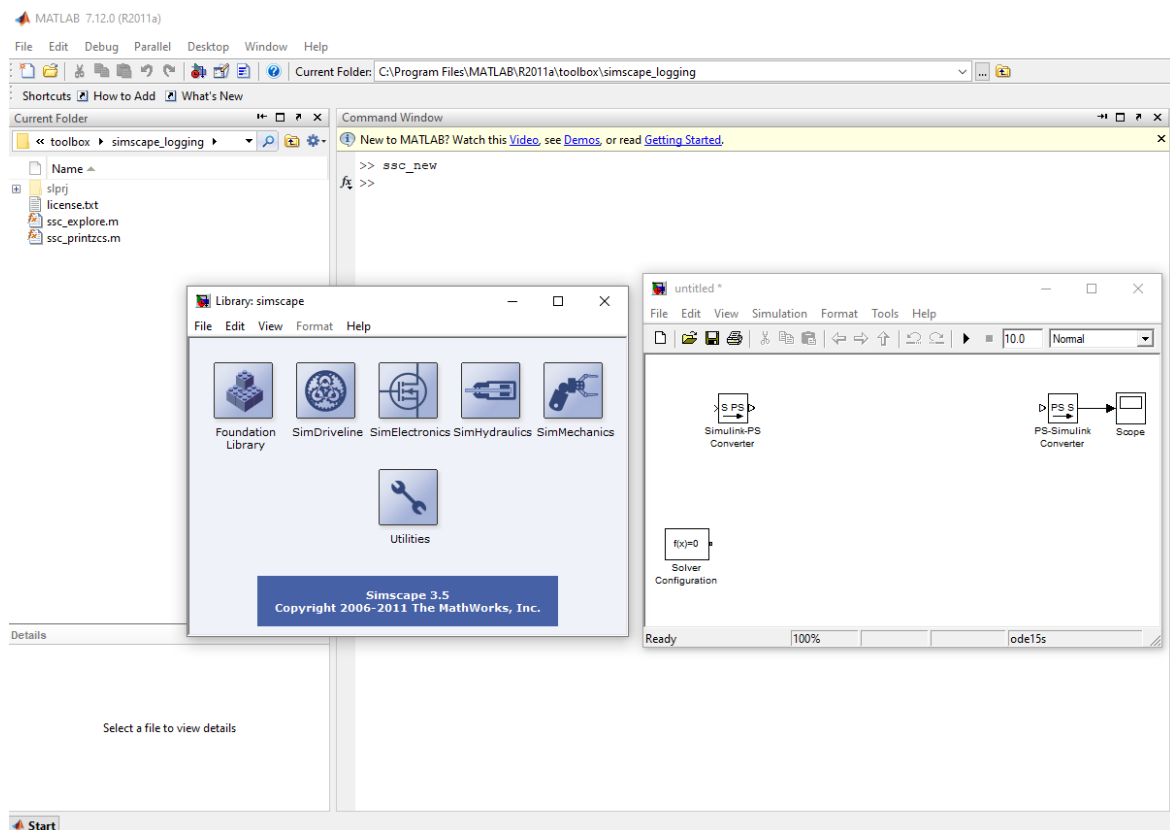 MATLAB 7.12.0 (R2011a)
File Edit Debug Parallel Desktop Window Help
Current Folder: C:\Program Files\MATLAB\R2011a\toolbox\simscape_logging
Shortcuts How to Add What's New
Current Folder
« toolbox simscape_logging
Name
slprj
license.txt
ssc_explore.m
ssc_printzcs.m
Details
Select a file to view details
Command Window
New to MATLAB? Watch this Video, see Demos, or read Getting Started.
>> ssc_new
fx >>
Library: simscape
File Edit View Format Help
Foundation
Library
SimDriveline
SimElectronics
SimHydraulics
SimMechanics
Utilities
Simscape 3.5
Copyright 2006-2011 The MathWorks, Inc.
untitled *
File Edit View Simulation Format Tools Help
10.0 Normal
S PS
Simulink-PS
Converter
PS S
PS-Simulink
Converter
Scope
f(x)=0
Solver
Configuration
Ready 100% ode15s
Start